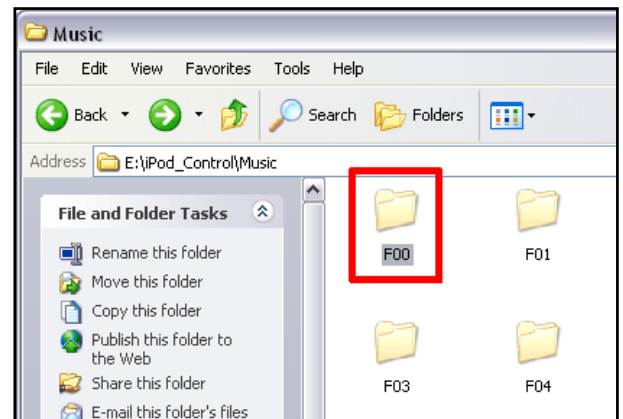 Music
File Edit View Favorites Tools Help
Back Search Folders
Address E:\iPod_Control\Music
File and Folder Tasks
Rename this folder
Move this folder
Copy this folder
Publish this folder to
the Web
Share this folder
E-mail this folder's files
F00 F01
F03 F04